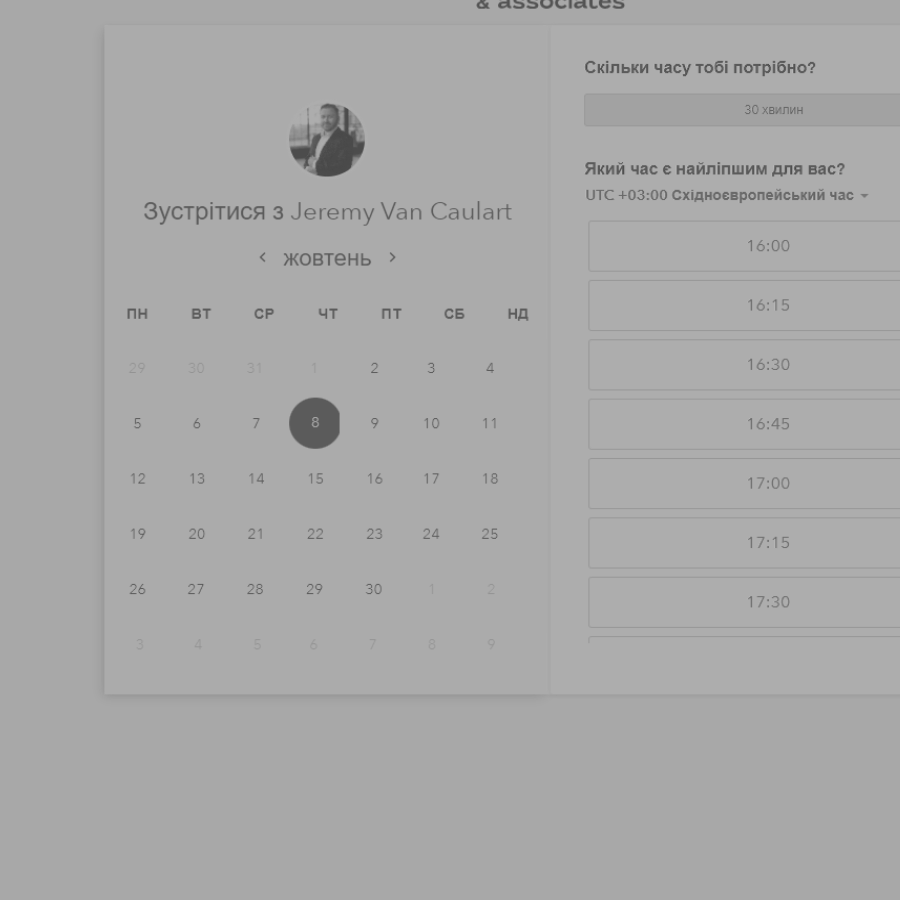 & associates
Зустрітися з Jeremy Van Caulart
жовтень
ПН ВТ СР ЧТ ПТ СБ НД
29 30 31 1 2 3 4
5 6 7 8 9 10 11
12 13 14 15 16 17 18
19 20 21 22 23 24 25
26 27 28 29 30 1 2
3 4 5 6 7 8 9
Скільки часу тобі потрібно?
30 хвилин
Який час є найліпшим для вас?
UTC +03:00 Східноєвропейський час
16:00
16:15
16:30
16:45
17:00
17:15
17:30